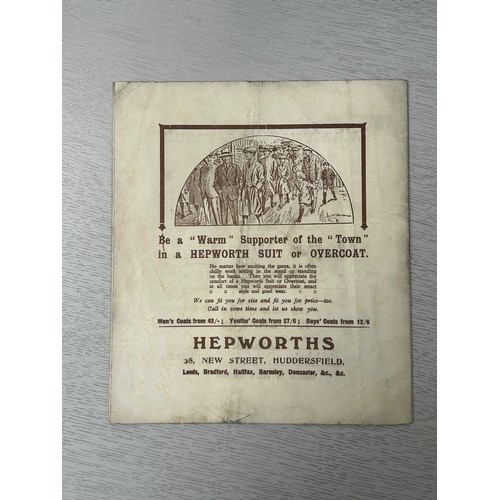 Be a "Warm" Supporter of the "Town"
in a HEPWORTH SUIT or OVERCOAT.
No matter how exciting the game, it is often
chilly work sitting in the stand or standing
on the banks. Then you will appreciate the
comfort of a Hepworth Suit or Overcoat, and
at all times you will appreciate their smart
style and good wear.
We can fit you for size and fit you for price—too.
Call in some time and let us show you.
Men's Coats from 42/-; Youths' Coats from 27/6; Boys' Coats from 12/6
HEPWORTHS
28, NEW STREET, HUDDERSFIELD,
Leeds, Bradford, Halifax, Barnsley, Doncaster, &c., &c.